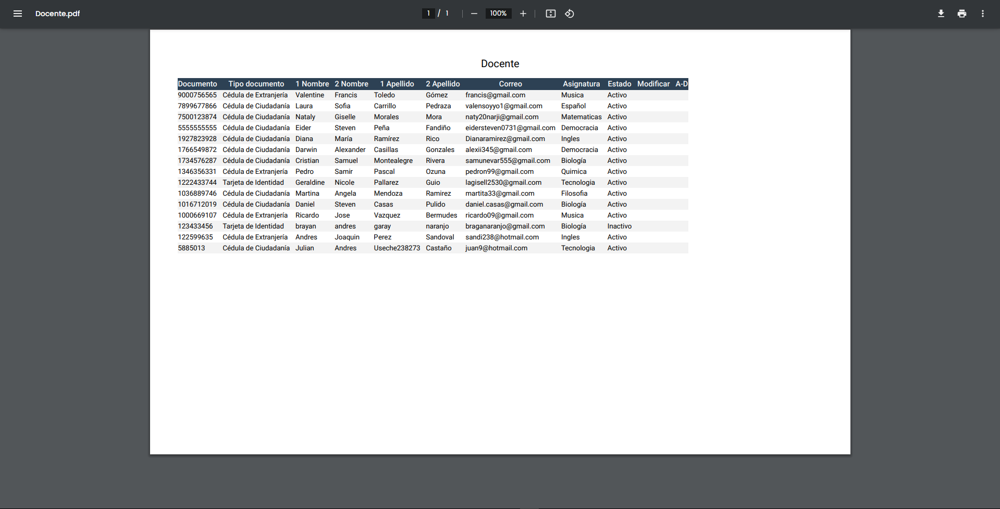 Docente.pdf 1 / 1 100%
Docente
Documento Tipo documento 1 Nombre 2 Nombre 1 Apellido 2 Apellido Correo Asignatura Estado Modificar A-D
9000756565 Cédula de Extranjería Valentine Francis Toledo Gómez francis@gmail.com Musica Activo
7899677866 Cédula de Ciudadanía Laura Sofia Carrillo Pedraza valensoyyo1@gmail.com Español Activo
7500123874 Cédula de Ciudadanía Nataly Giselle Morales Mora naty20narji@gmail.com Matematicas Activo
5555555555 Cédula de Ciudadanía Eider Steven Peña Fandiño eidersteven0731@gmail.com Democracia Activo
1927823928 Cédula de Ciudadanía Diana María Ramírez Rico Dianaramirez@gmail.com Ingles Activo
1766549872 Cédula de Ciudadanía Darwin Alexander Casillas Gonzales alexii345@gmail.com Democracia Activo
1734576287 Cédula de Ciudadanía Cristian Samuel Montealegre Rivera samunevar555@gmail.com Biología Activo
1346356331 Cédula de Extranjería Pedro Samir Pascal Ozuna pedron99@gmail.com Quimica Activo
1222433744 Tarjeta de Identidad Geraldine Nicole Pallarez Guio lagisell2530@gmail.com Tecnologia Activo
1036889746 Cédula de Ciudadanía Martina Angela Mendoza Ramirez martita33@gmail.com Filosofia Activo
1016712019 Cédula de Ciudadanía Daniel Steven Casas Pulido daniel.casas@gmail.com Biología Activo
1000669107 Cédula de Extranjería Ricardo Jose Vazquez Bermudes ricardo09@gmail.com Musica Activo
123433456 Tarjeta de Identidad brayan andres garay naranjo braganaranjo@gmail.com Biología Inactivo
122599635 Cédula de Extranjería Andres Joaquin Perez Sandoval sandi238@hotmail.com Ingles Activo
5885013 Cédula de Ciudadanía Julian Andres Useche238273 Castaño juan9@hotmail.com Tecnologia Activo